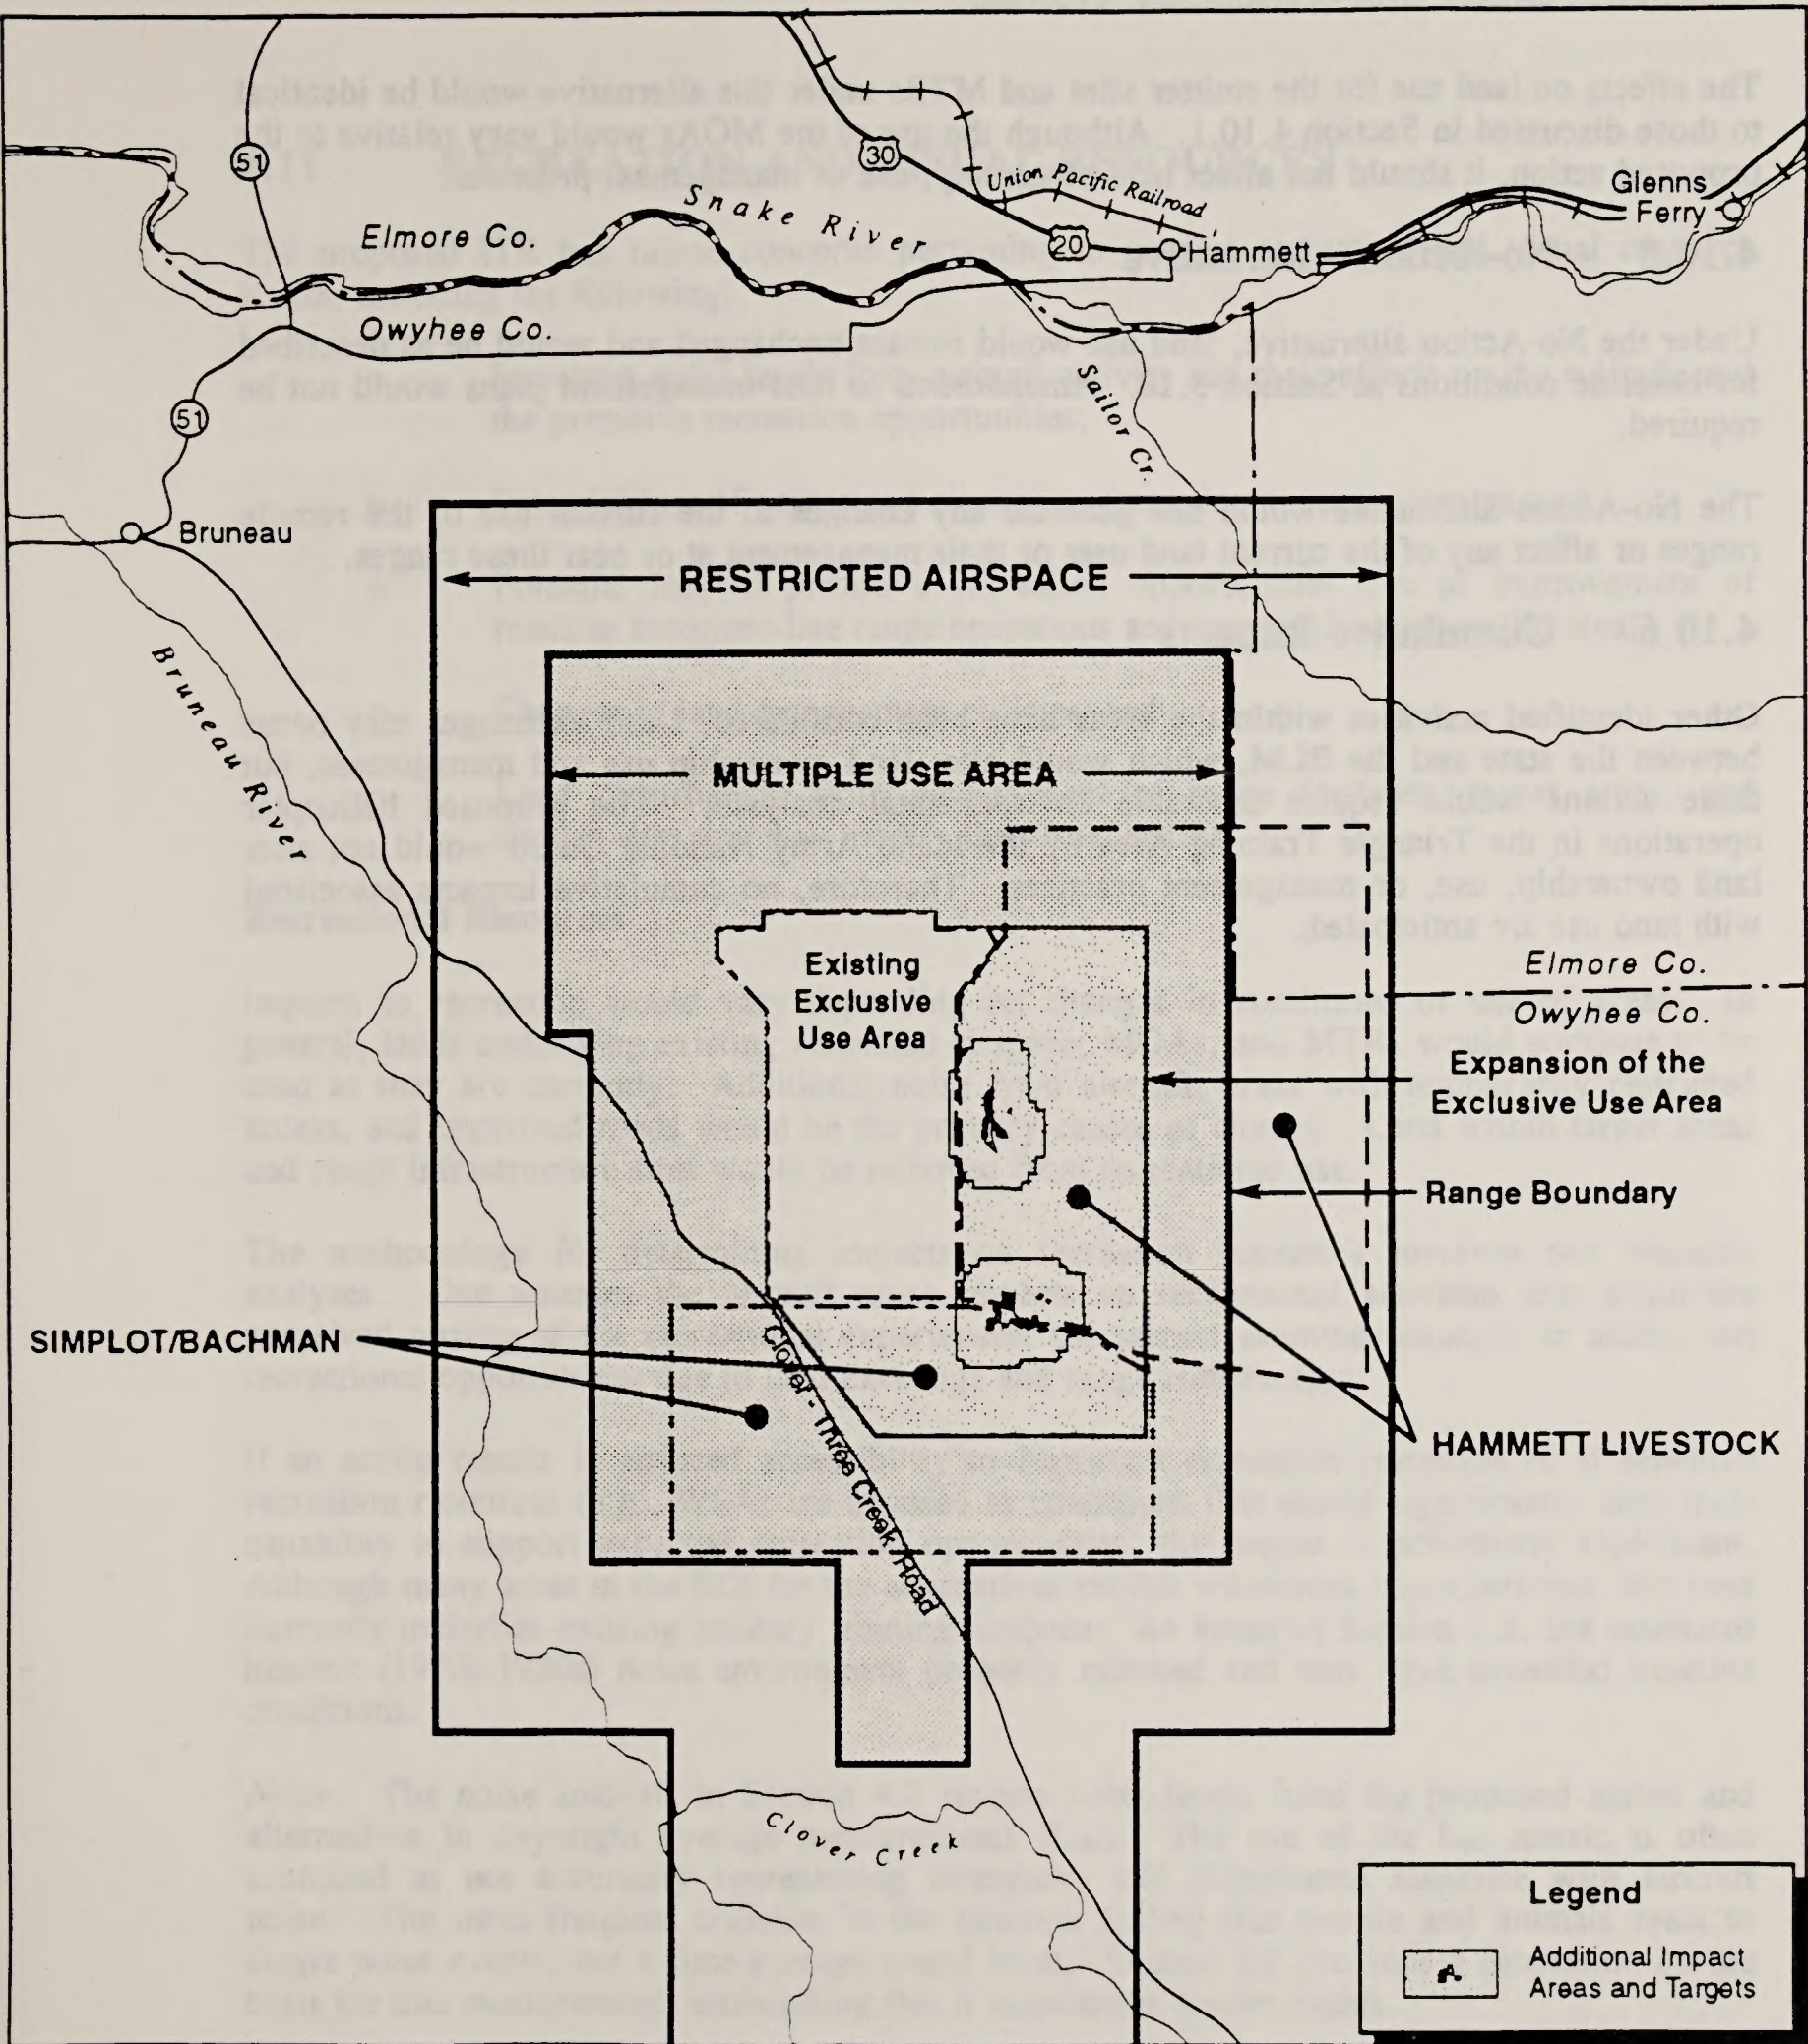 51
30
Union Pacific Railroad
Glenns
Ferry
Snake River
Elmore Co.
20
Hammett
Owyhee Co.
51
Sailor Cr.
Bruneau
RESTRICTED AIRSPACE
Bruneau River
MULTIPLE USE AREA
Existing
Exclusive
Use Area
Elmore Co.
Owyhee Co.
Expansion of the
Exclusive Use Area
Range Boundary
SIMPLOT/BACHMAN
Clover - Three Creek Road
HAMMETT LIVESTOCK
Clover Creek
Legend
Additional Impact
Areas and Targets